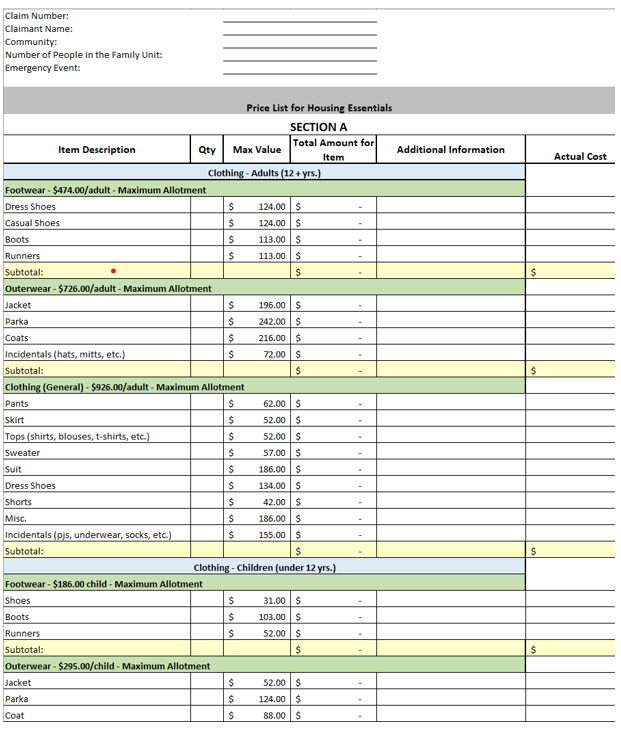 Claim Number:
Claimant Name:
Community:
Number of People in the Family Unit:
Emergency Event:
Price List for Housing Essentials
SECTION A
Item Description Qty Max Value Total Amount for Item Additional Information Actual Cost
Clothing - Adults (12 + yrs.)
Footwear - $474.00/adult - Maximum Allotment
Dress Shoes $ 124.00 $ -
Casual Shoes $ 124.00 $ -
Boots $ 113.00 $ -
Runners $ 113.00 $ -
Subtotal: $ - $
Outerwear - $726.00/adult - Maximum Allotment
Jacket $ 196.00 $ -
Parka $ 242.00 $ -
Coats $ 216.00 $ -
Incidentals (hats, mitts, etc.) $ 72.00 $ -
Subtotal: $ - $
Clothing (General) - $926.00/adult - Maximum Allotment
Pants $ 62.00 $ -
Skirt $ 52.00 $ -
Tops (shirts, blouses, t-shirts, etc.) $ 52.00 $ -
Sweater $ 57.00 $ -
Suit $ 186.00 $ -
Dress Shoes $ 134.00 $ -
Shorts $ 42.00 $ -
Misc. $ 186.00 $ -
Incidentals (pjs, underwear, socks, etc.) $ 155.00 $ -
Subtotal: $ - $
Clothing - Children (under 12 yrs.)
Footwear - $186.00 child - Maximum Allotment
Shoes $ 31.00 $ -
Boots $ 103.00 $ -
Runners $ 52.00 $ -
Subtotal: $ - $
Outerwear - $295.00/child - Maximum Allotment
Jacket $ 52.00 $ -
Parka $ 124.00 $ -
Coat $ 88.00 $ -